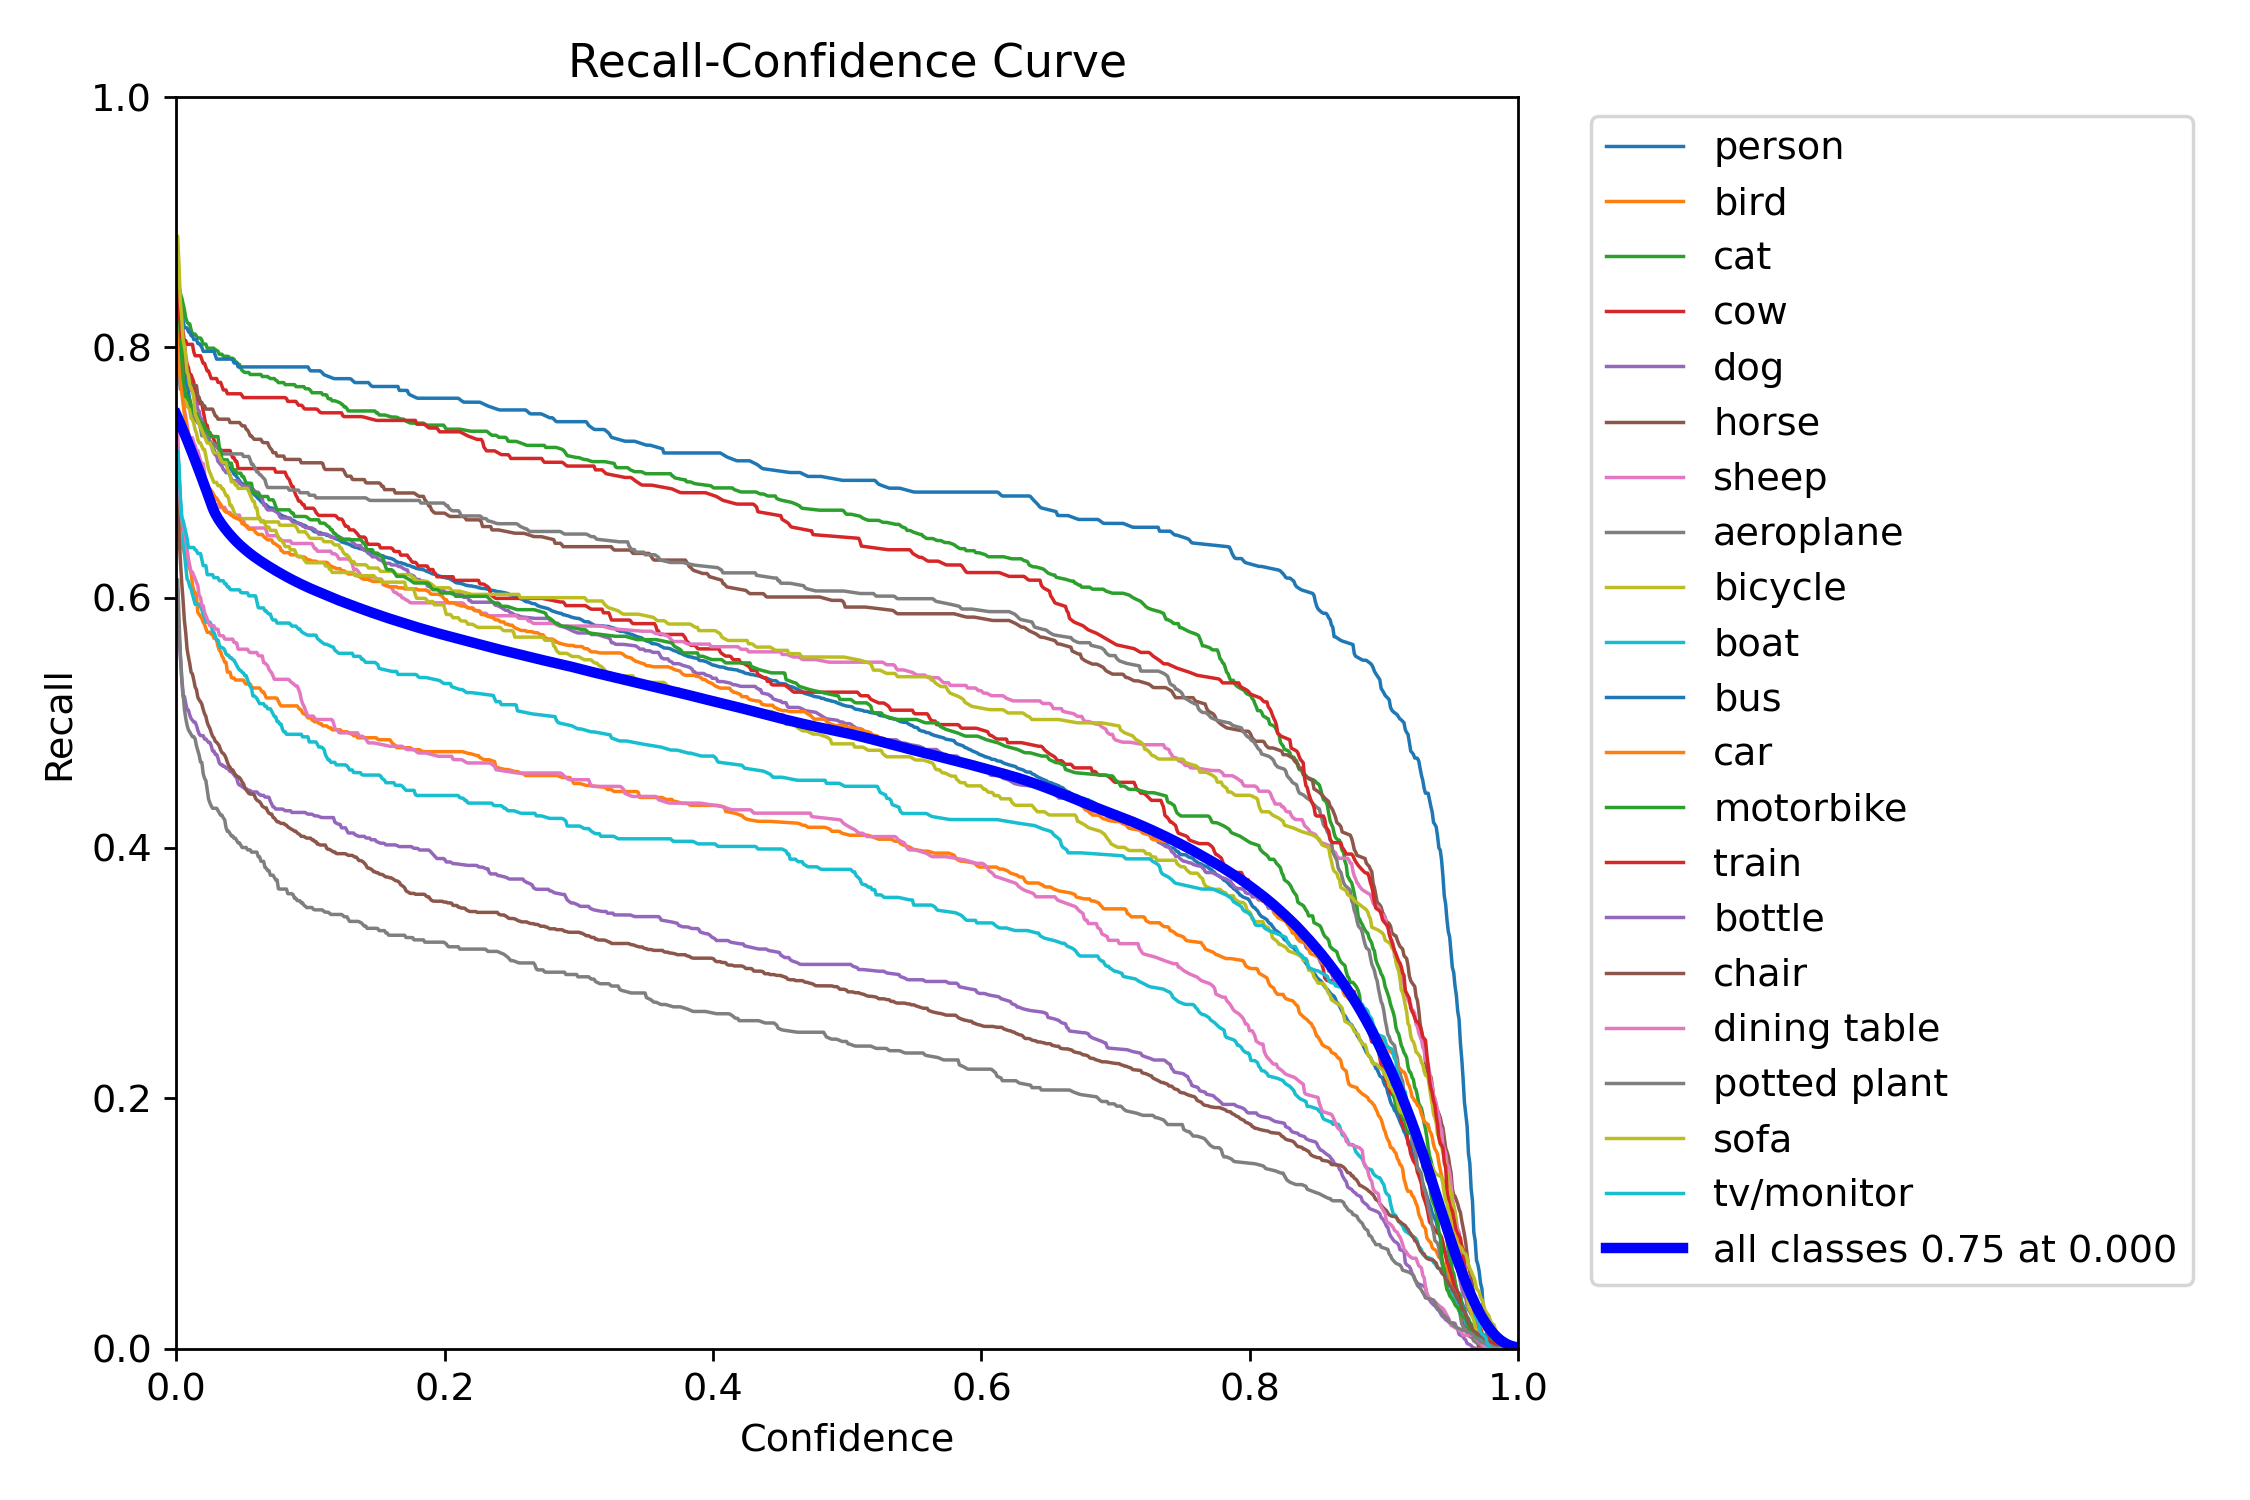 Recall-Confidence Curve
1.0
0.8
0.6
0.4
0.2
0.0
Recall
0.0 0.2 0.4 0.6 0.8 1.0
Confidence
person
bird
cat
cow
dog
horse
sheep
aeroplane
bicycle
boat
bus
car
motorbike
train
bottle
chair
dining table
potted plant
sofa
tv/monitor
all classes 0.75 at 0.000